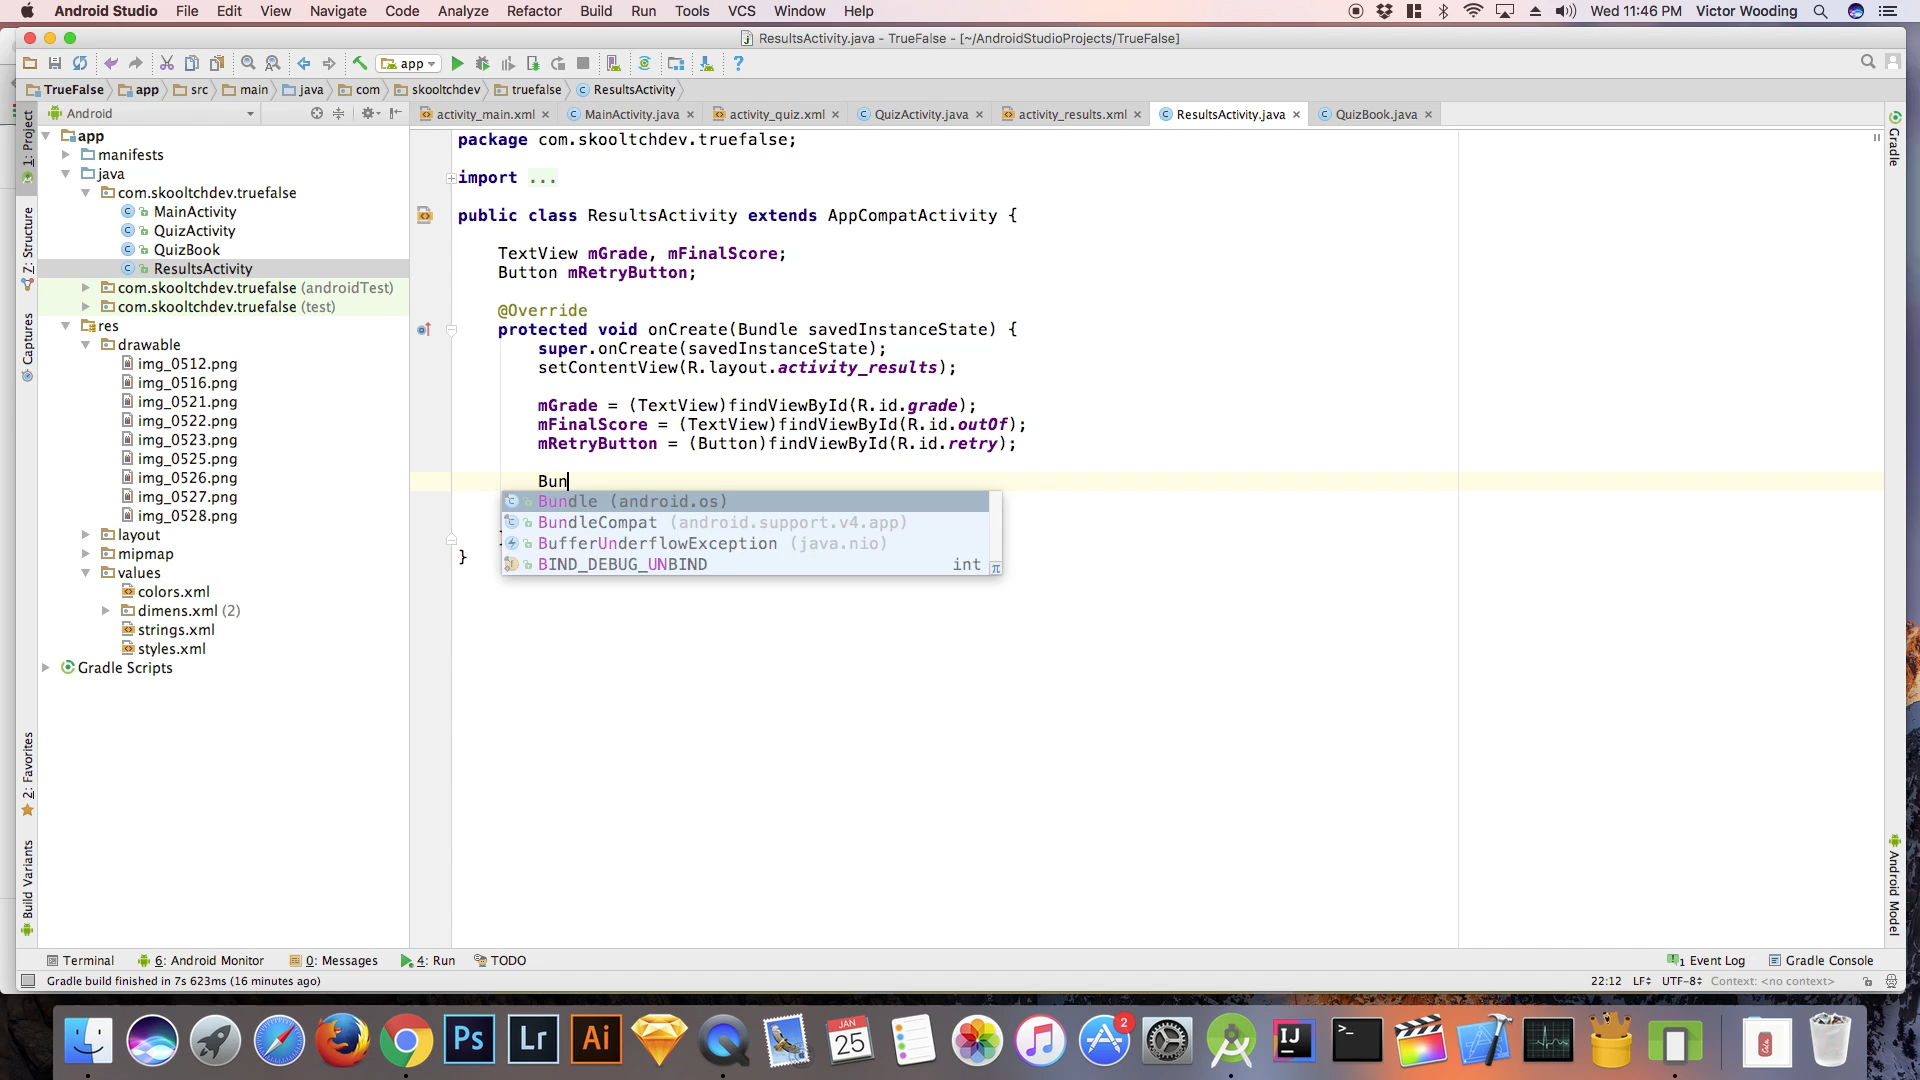 Android Studio File Edit View Navigate Code Analyze Refactor Build Run Tools VCS Window Help Wed 11:46 PM Victor Wooding
ResultsActivity.java - TrueFalse - [~/AndroidStudioProjects/TrueFalse]
app
TrueFalse app src main java com skooltchdev truefalse ResultsActivity
Android
activity_main.xml MainActivity.java activity_quiz.xml QuizActivity.java activity_results.xml ResultsActivity.java QuizBook.java
1: Project
Z: Structure
Captures
2: Favorites
Build Variants
app
manifests
java
com.skooltchdev.truefalse
MainActivity
QuizActivity
QuizBook
ResultsActivity
com.skooltchdev.truefalse (androidTest)
com.skooltchdev.truefalse (test)
res
drawable
img_0512.png
img_0516.png
img_0521.png
img_0522.png
img_0523.png
img_0525.png
img_0526.png
img_0527.png
img_0528.png
layout
mipmap
values
colors.xml
dimens.xml (2)
strings.xml
styles.xml
Gradle Scripts
package com.skooltchdev.truefalse;
import ...
public class ResultsActivity extends AppCompatActivity {
TextView mGrade, mFinalScore;
Button mRetryButton;
@Override
protected void onCreate(Bundle savedInstanceState) {
super.onCreate(savedInstanceState);
setContentView(R.layout.activity_results);
mGrade = (TextView)findViewById(R.id.grade);
mFinalScore = (TextView)findViewById(R.id.outOf);
mRetryButton = (Button)findViewById(R.id.retry);
Bun
Bundle (android.os)
BundleCompat (android.support.v4.app)
BufferUnderflowException (java.nio)
BIND_DEBUG_UNBIND int π
}
Gradle
Android Model
Terminal 6: Android Monitor 0: Messages 4: Run TODO 1 Event Log Gradle Console
Gradle build finished in 7s 623ms (16 minutes ago) 22:12 LF UTF-8 Context: <no context>
Ps Lr Ai JAN 25 2 IJ >_